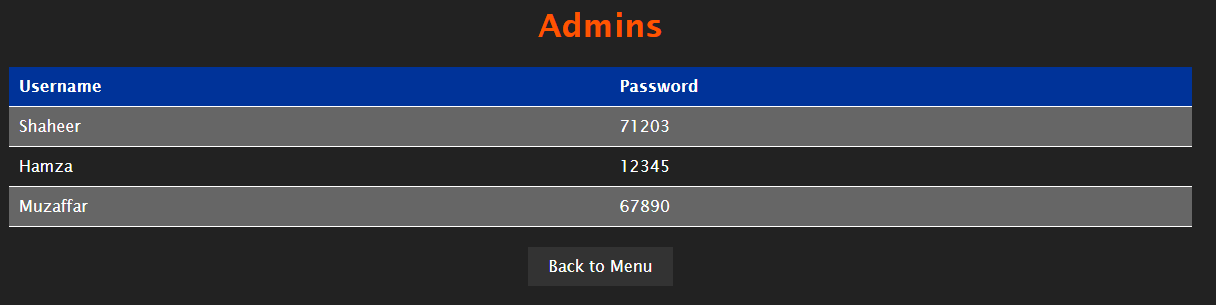 Admins
Username Password
Shaheer 71203
Hamza 12345
Muzaffar 67890
Back to Menu